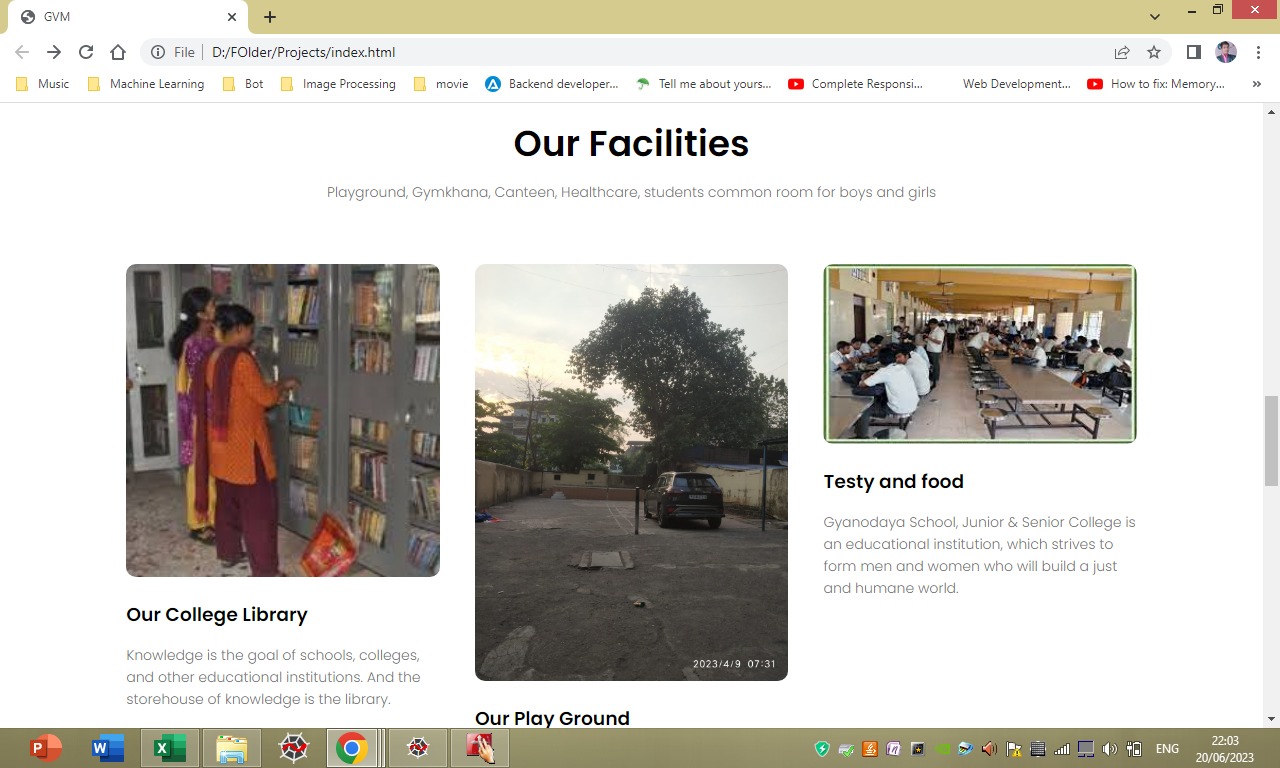 GVM
File
D:/FOlder/Projects/index.html
Music
Machine Learning
Bot
Image Processing
movie
Backend developer...
Tell me about yours...
Complete Responsi...
Web Development...
How to fix: Memory...
Our Facilities
Playground, Gymkhana, Canteen, Healthcare, students common room for boys and girls
Our College Library
Knowledge is the goal of schools, colleges,
and other educational institutions. And the
storehouse of knowledge is the library.
2023/4/9 07:31
Our Play Ground
Testy and food
Gyanodaya School, Junior & Senior College is
an educational institution, which strives to
form men and women who will build a just
and humane world.
ENG
22:03
20/06/2023